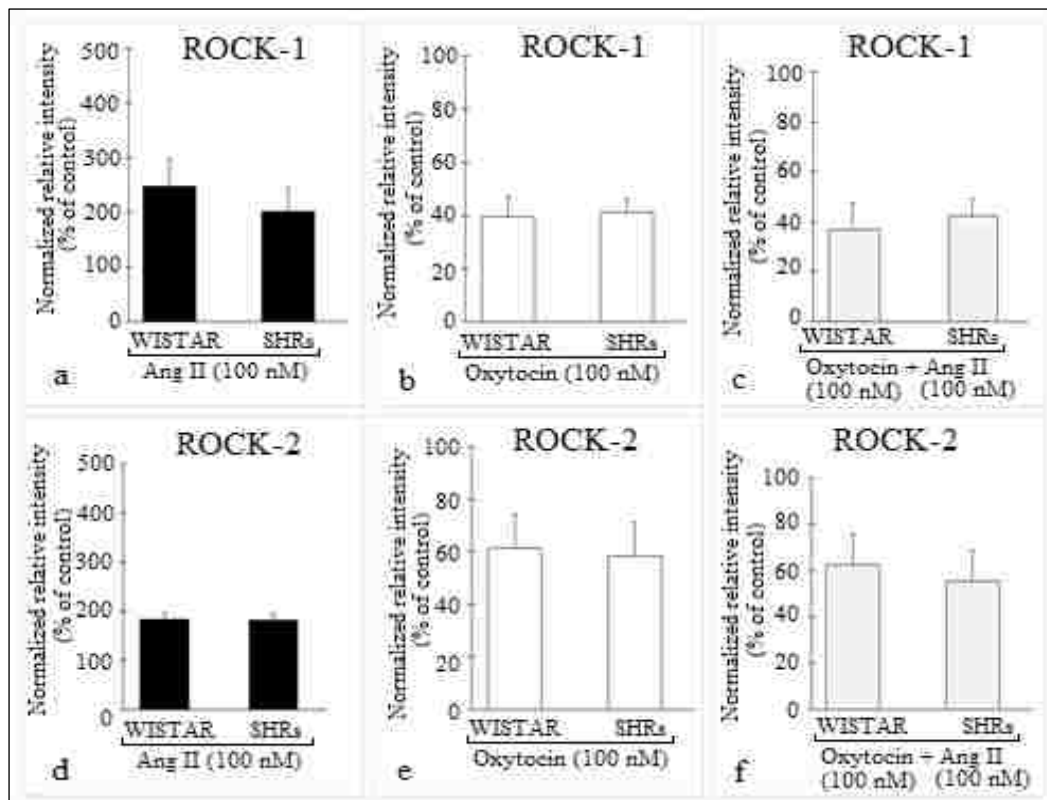 ROCK-1
Normalized relative intensity
(% of control)
500
400
300
200
100
0
WISTAR SHRs
Ang II (100 nM)
a
ROCK-1
Normalized relative intensity
(% of control)
100
80
60
40
20
0
WISTAR SHRs
Oxytocin (100 nM)
b
ROCK-1
Normalized relative intensity
(% of control)
100
80
60
40
20
0
WISTAR SHRs
Oxytocin + Ang II
(100 nM) (100 nM)
c
ROCK-2
Normalized relative intensity
(% of control)
500
400
300
200
100
0
WISTAR SHRs
Ang II (100 nM)
d
ROCK-2
Normalized relative intensity
(% of control)
100
80
60
40
20
0
WISTAR SHRs
Oxytocin (100 nM)
e
ROCK-2
Normalized relative intensity
(% of control)
100
80
60
40
20
0
WISTAR SHRs
Oxytocin + Ang II
(100 nM) (100 nM)
f